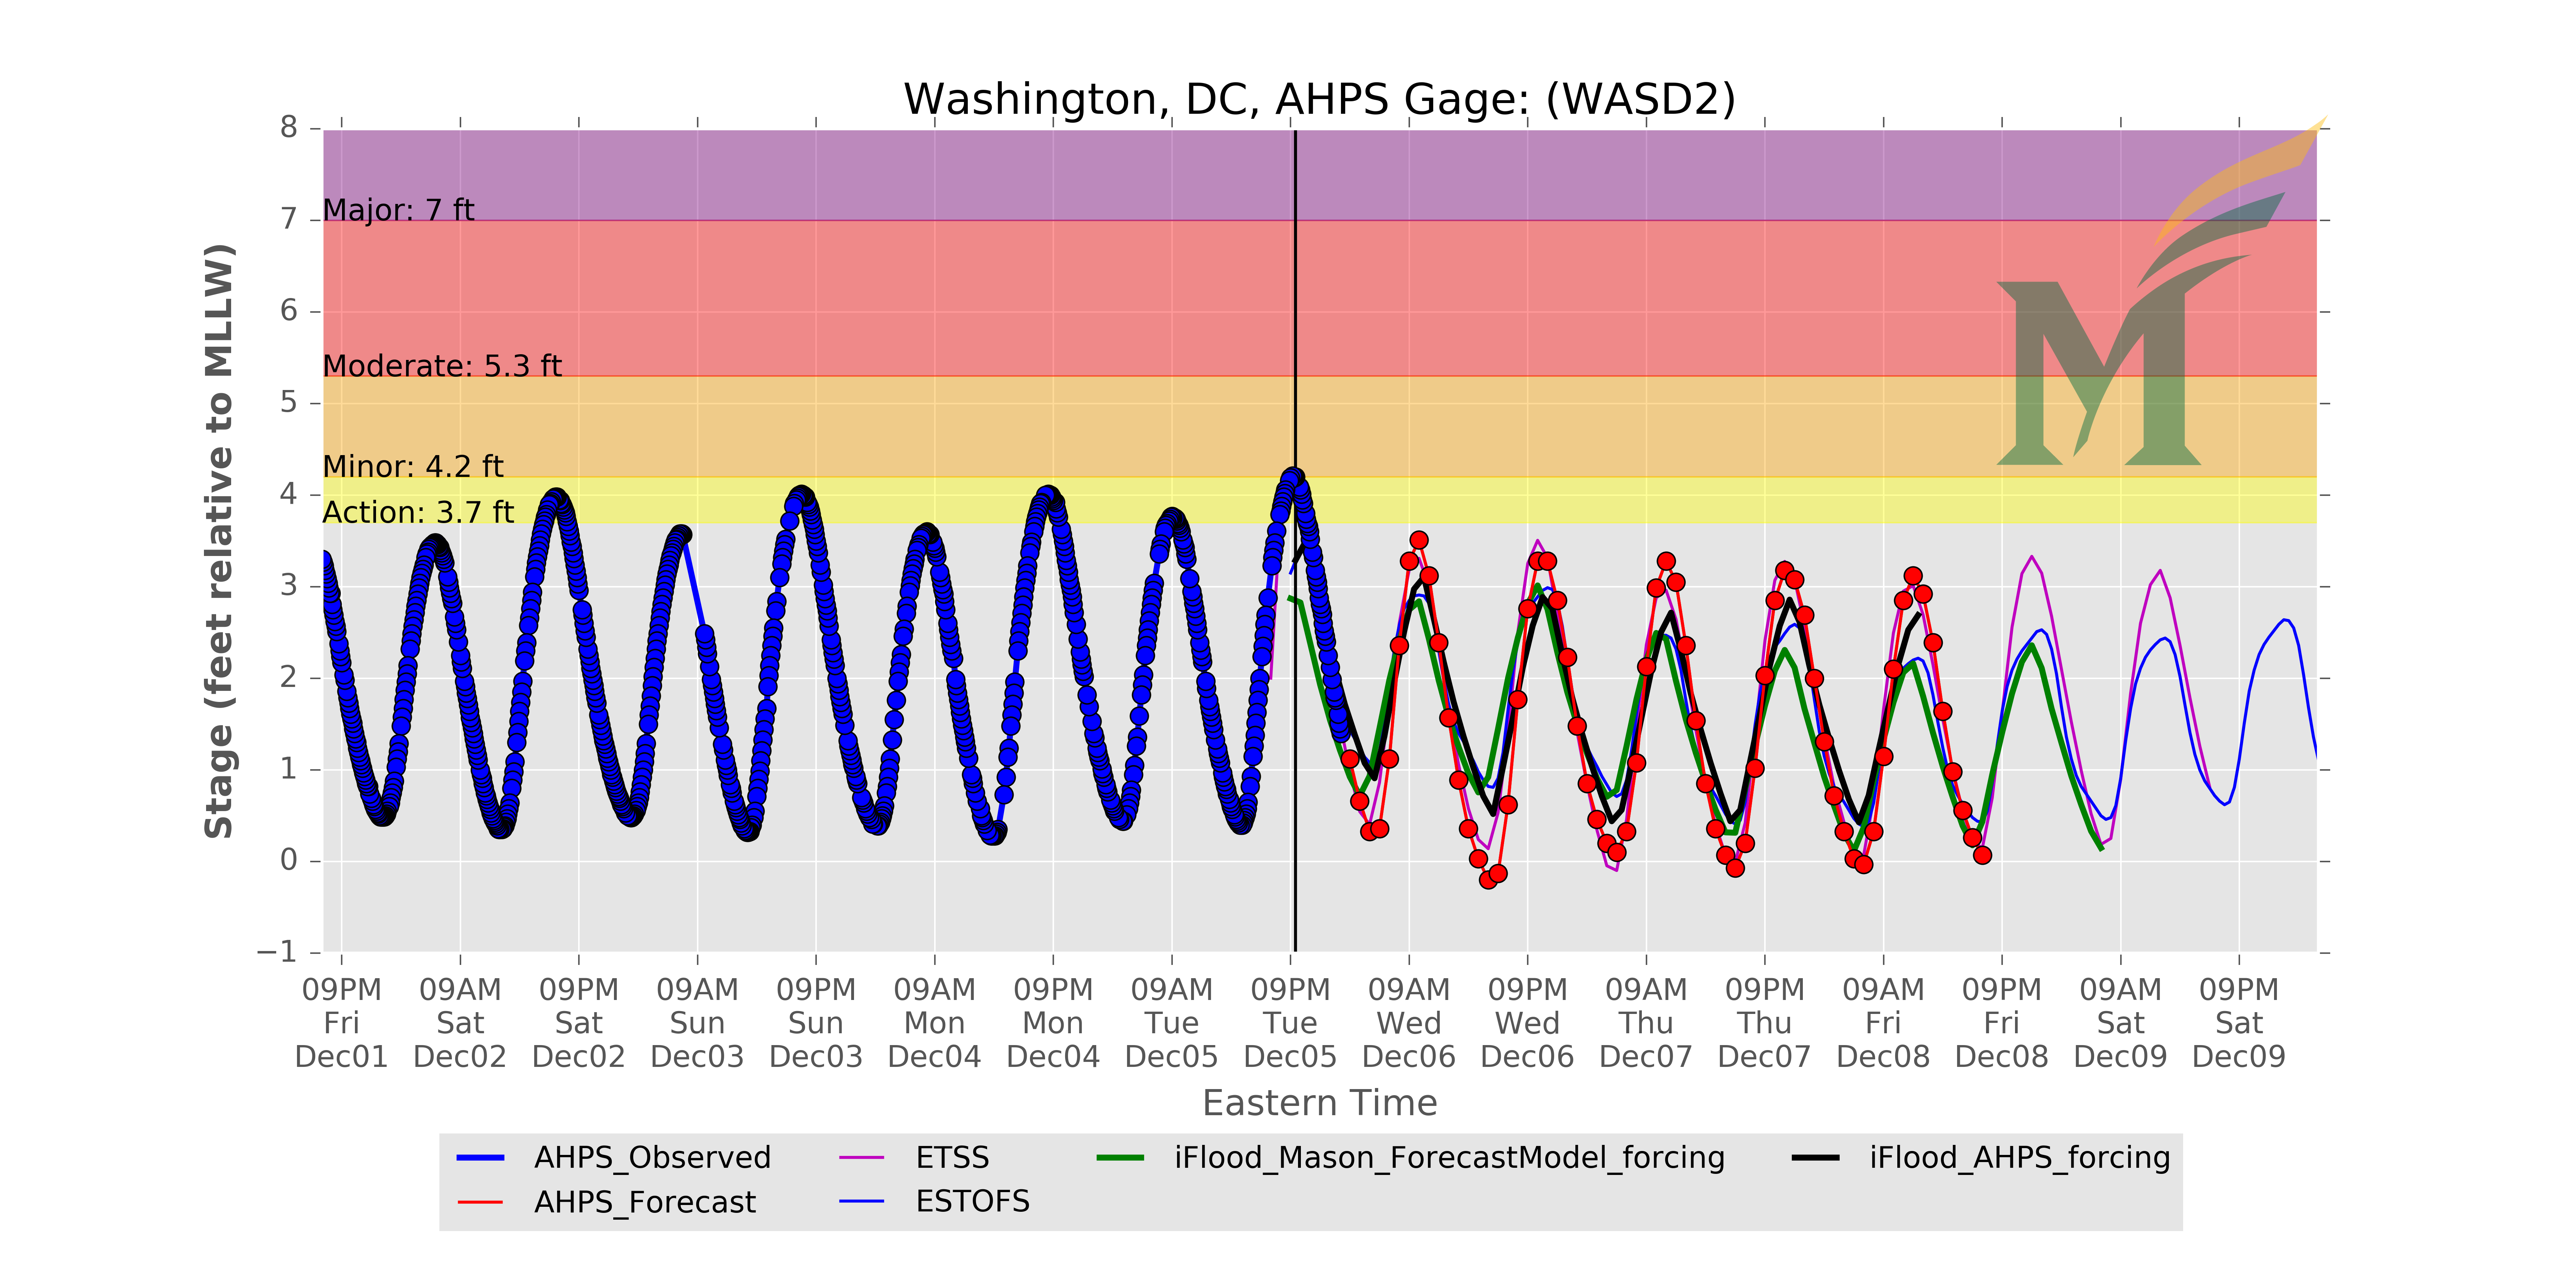 Washington, DC, AHPS Gage: (WASD2)
8
7
6
5
4
3
2
1
0
−1
Stage (feet relative to MLLW)
Major: 7 ft
Moderate: 5.3 ft
Minor: 4.2 ft
Action: 3.7 ft
M
09PM 09AM 09PM 09AM 09PM 09AM 09PM 09AM 09PM 09AM 09PM 09AM 09PM 09AM 09PM 09AM 09PM
Fri Sat Sat Sun Sun Mon Mon Tue Tue Wed Wed Thu Thu Fri Fri Sat Sat
Dec01 Dec02 Dec02 Dec03 Dec03 Dec04 Dec04 Dec05 Dec05 Dec06 Dec06 Dec07 Dec07 Dec08 Dec08 Dec09 Dec09
Eastern Time
AHPS_Observed ETSS iFlood_Mason_ForecastModel_forcing iFlood_AHPS_forcing
AHPS_Forecast ESTOFS